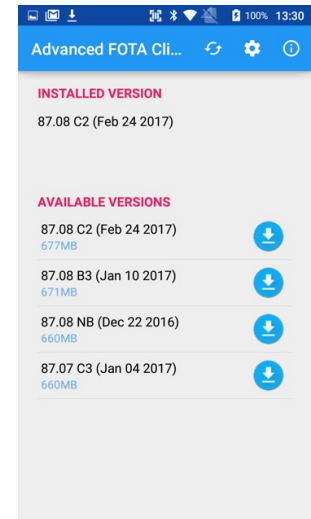 100% 13:30
Advanced FOTA Cli...
INSTALLED VERSION
87.08 C2 (Feb 24 2017)
AVAILABLE VERSIONS
87.08 C2 (Feb 24 2017)
677MB
87.08 B3 (Jan 10 2017)
671MB
87.08 NB (Dec 22 2016)
660MB
87.07 C3 (Jan 04 2017)
660MB